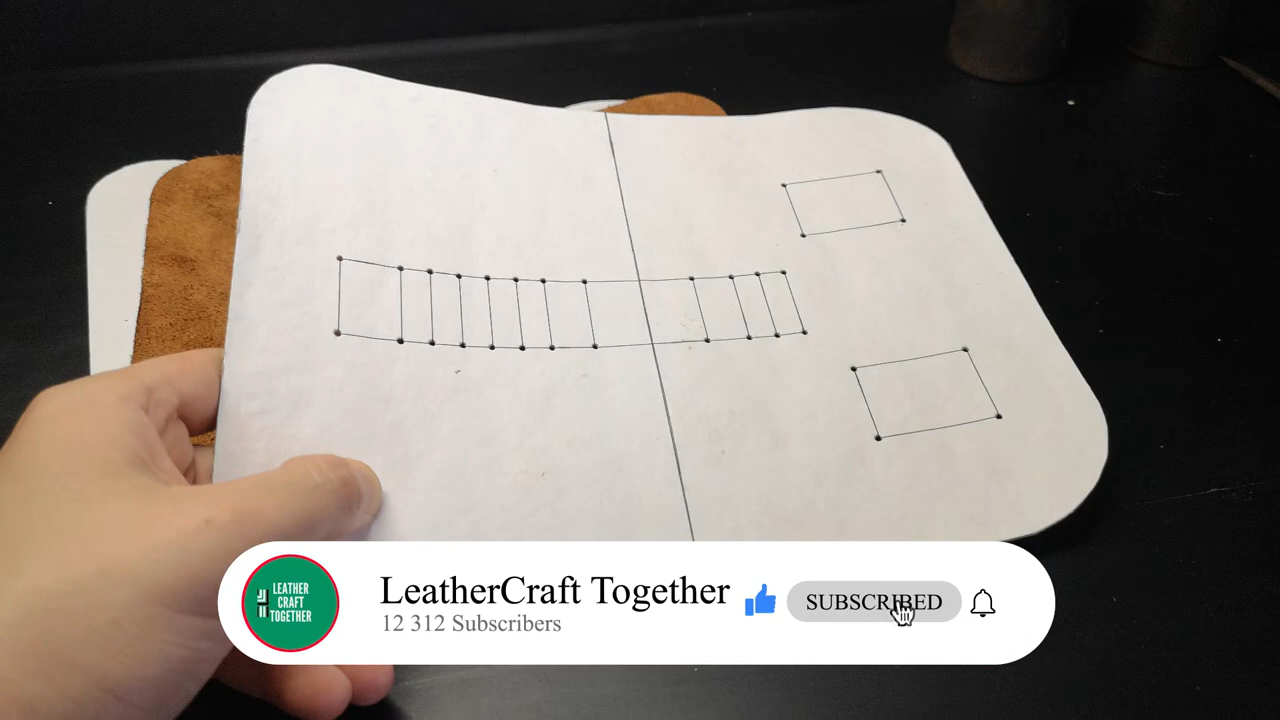 LEATHER
CRAFT
TOGETHER
LeatherCraft Together
12 312 Subscribers
SUBSCRIBED